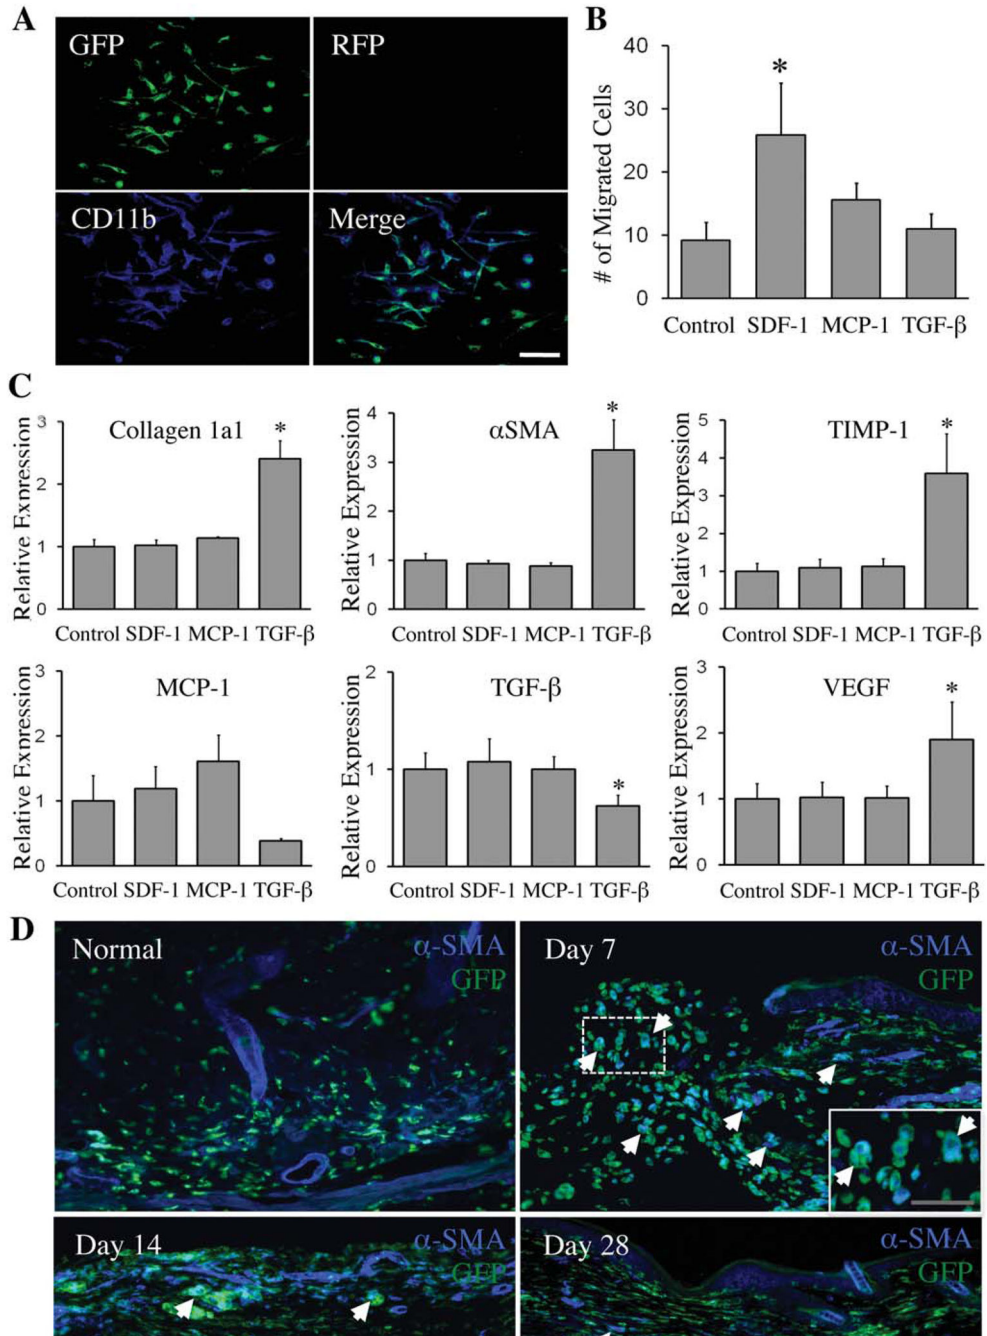 A
B
GFP
RFP
CD11b
Merge
# of Migrated Cells
40
30
20
10
0
*
Control SDF-1 MCP-1 TGF-β
C
Relative Exnression
3
2
1
0
Collagen 1a1
*
Control SDF-1 MCP-1 TGF-β
Relative Expression
4
3
2
1
0
αSMA
*
Control SDF-1 MCP-1 TGF-β
Relative Expression
5
4
3
2
1
0
TIMP-1
*
Control SDF-1 MCP-1 TGF-β
Relative Exnression
3
2
1
0
MCP-1
Control SDF-1 MCP-1 TGF-β
Relative Expression
2
1
0
TGF-β
*
Control SDF-1 MCP-1 TGF-β
Relative Expression
3
2
1
0
VEGF
*
Control SDF-1 MCP-1 TGF-β
D
Normal
α-SMA
GFP
Day 7
α-SMA
GFP
Day 14
α-SMA
GFP
Day 28
α-SMA
GFP